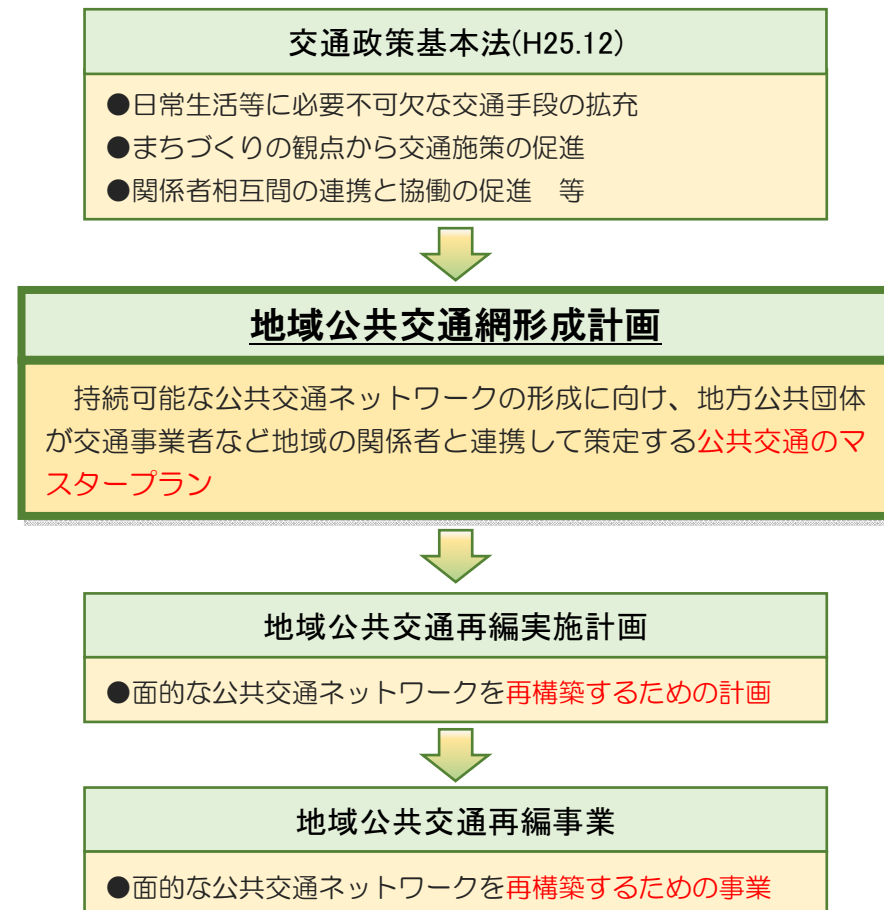 交通政策基本法(H25.12)
●日常生活等に必要不可欠な交通手段の拡充
●まちづくりの観点から交通施策の促進
●関係者相互間の連携と協働の促進　等
地域公共交通網形成計画
　持続可能な公共交通ネットワークの形成に向け、地方公共団体
が交通事業者など地域の関係者と連携して策定する公共交通のマ
スタープラン
地域公共交通再編実施計画
●面的な公共交通ネットワークを再構築するための計画
地域公共交通再編事業
●面的な公共交通ネットワークを再構築するための事業